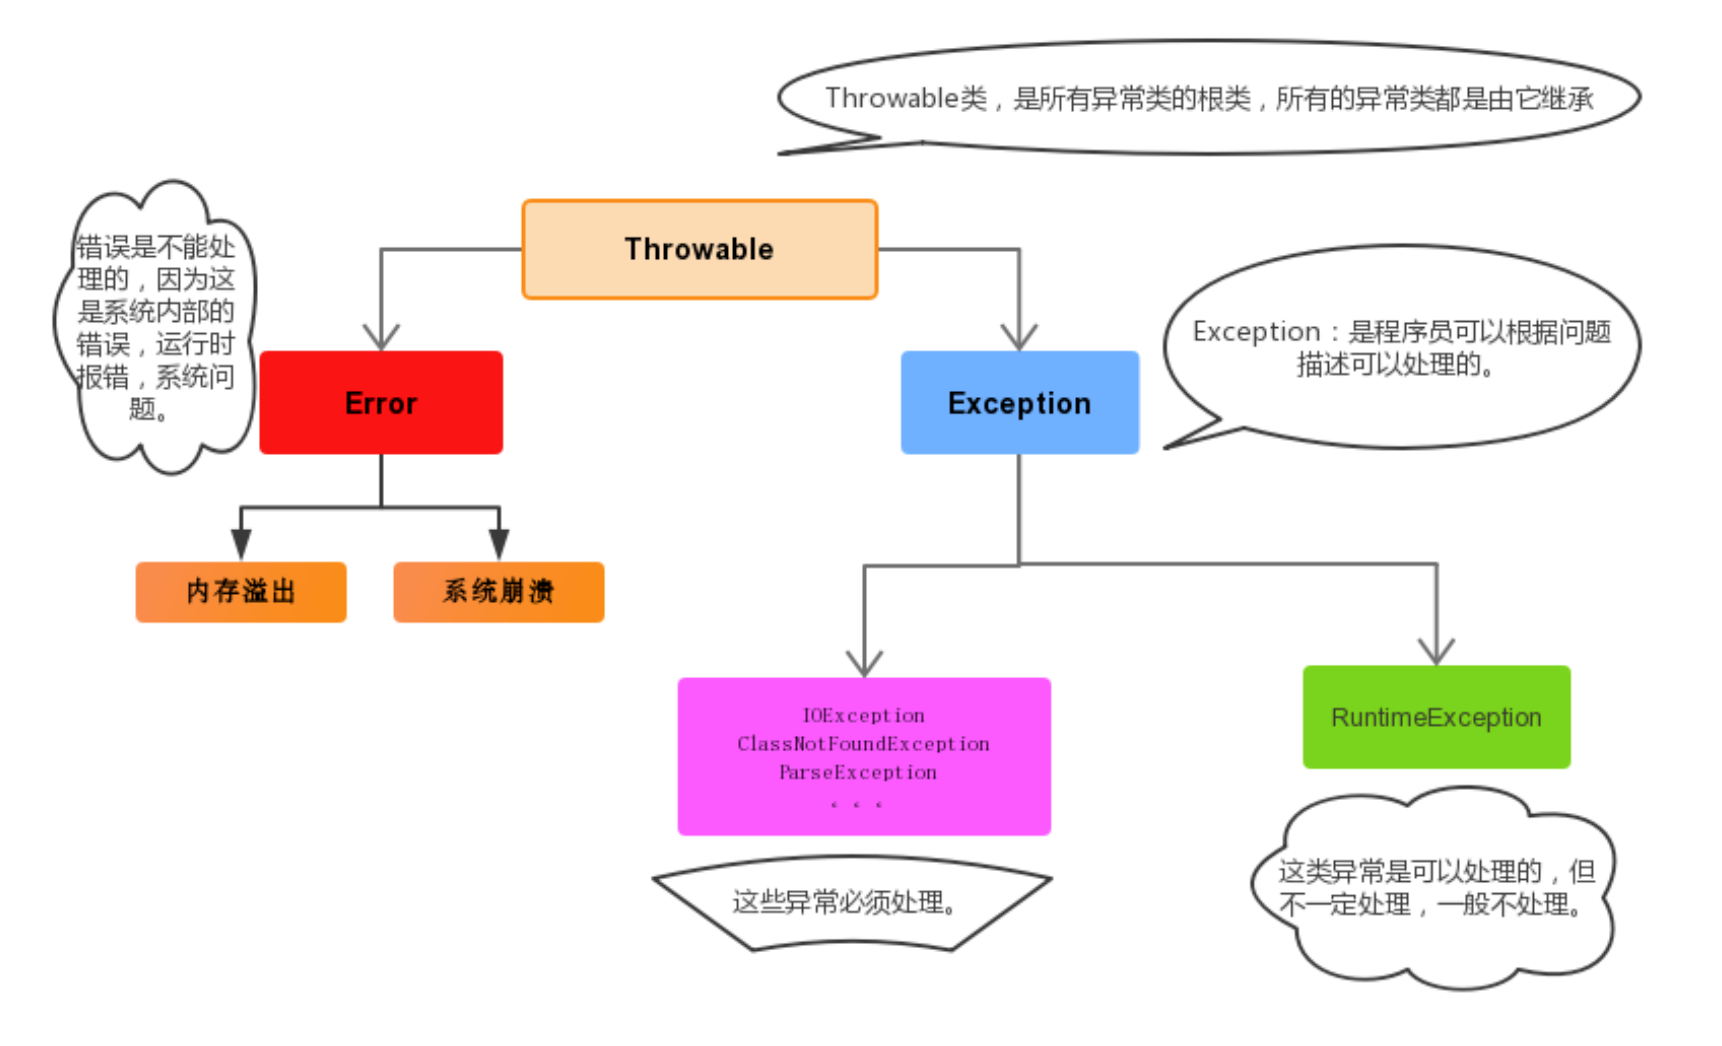 Throwable类，是所有异常类的根类，所有的异常类都是由它继承
Throwable
错误是不能处
理的，因为这
是系统内部的
错误，运行时
报错，系统问
题。
Error
Exception
Exception：是程序员可以根据问题
描述可以处理的。
内存溢出
系统崩溃
IOException
ClassNotFoundException
ParseException
。。。
RuntimeException
这些异常必须处理。
这类异常是可以处理的，但
不一定处理，一般不处理。